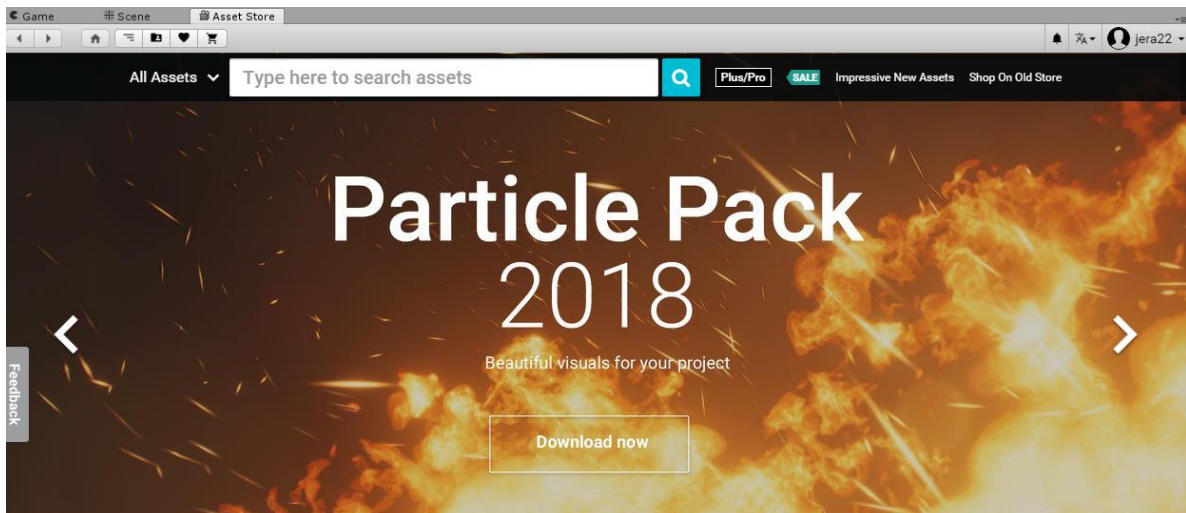 Game Scene Asset Store
jera22
All Assets Type here to search assets Plus/Pro SALE Impressive New Assets Shop On Old Store
Particle Pack
2018
Beautiful visuals for your project
Feedback
Download now